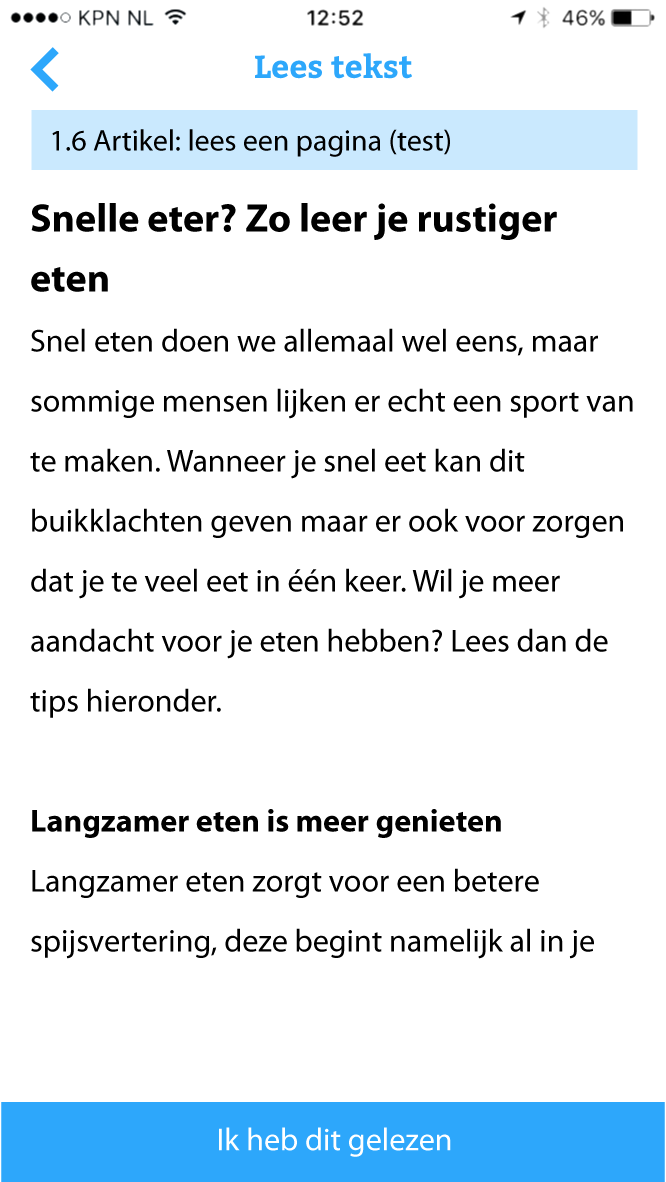 KPN NL 12:52 46%
Lees tekst
1.6 Artikel: lees een pagina (test)
Snelle eter? Zo leer je rustiger
eten
Snel eten doen we allemaal wel eens, maar
sommige mensen lijken er echt een sport van
te maken. Wanneer je snel eet kan dit
buikklachten geven maar er ook voor zorgen
dat je te veel eet in één keer. Wil je meer
aandacht voor je eten hebben? Lees dan de
tips hieronder.
Langzamer eten is meer genieten
Langzamer eten zorgt voor een betere
spijsvertering, deze begint namelijk al in je
Ik heb dit gelezen